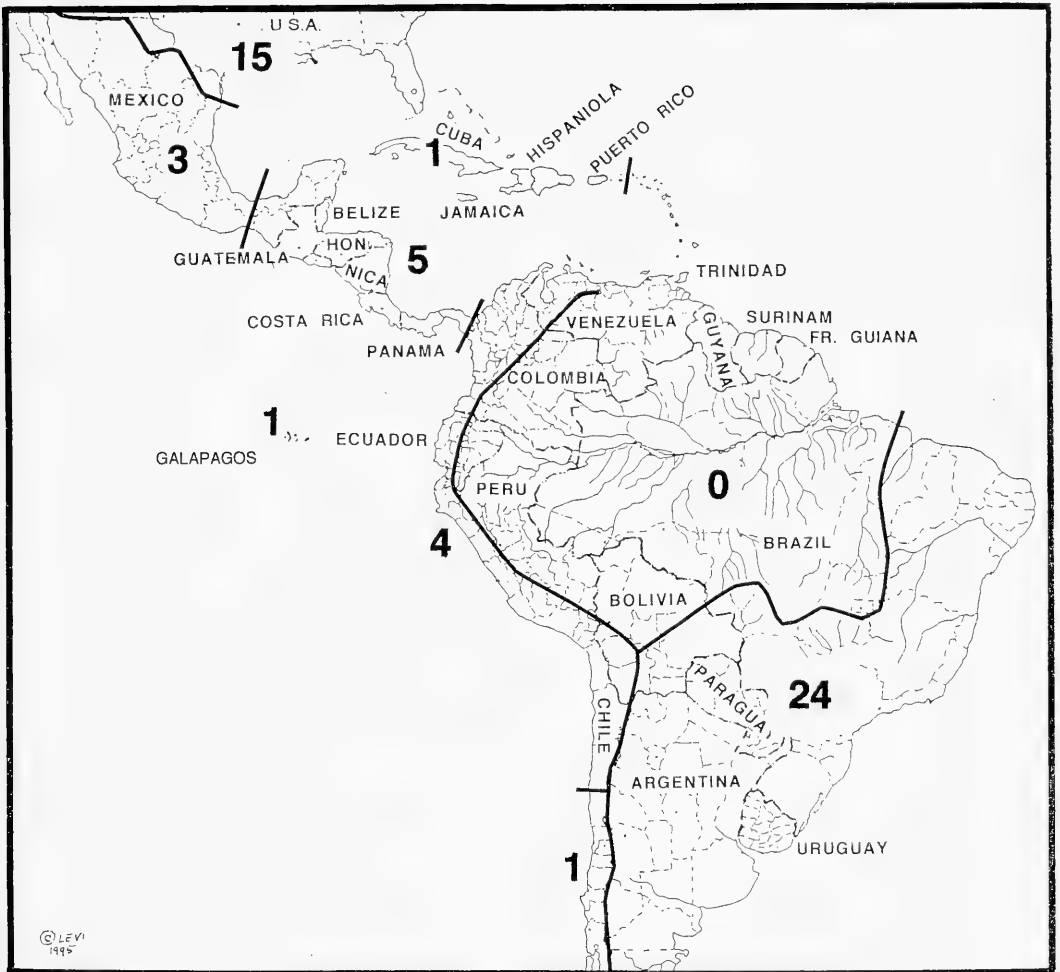 U.S.A.
15
MEXICO
3
CUBA
1
HISPANIOLA
PUERTO RICO
BELIZE
JAMAICA
GUATEMALA
HON.
NICA
5
TRINIDAD
COSTA RICA
PANAMA
VENEZUELA
GUYANA
SURINAM
FR. GUIANA
COLOMBIA
1
GALAPAGOS
ECUADOR
PERU
0
4
BRAZIL
BOLIVIA
PARAGUAY
24
CHILE
ARGENTINA
URUGUAY
1
© LEVI
1995